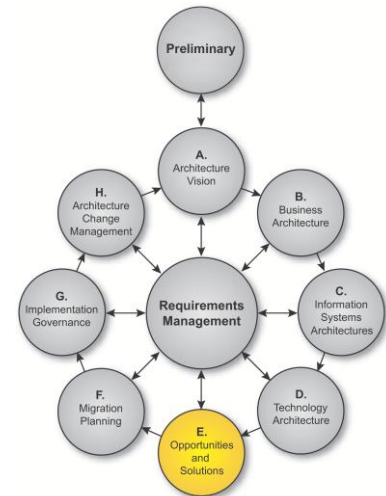 Preliminary
A.
Architecture
Vision
B.
Business
Architecture
C.
Information
Systems
Architectures
D.
Technology
Architecture
E.
Opportunities
and
Solutions
F.
Migration
Planning
G.
Implementation
Governance
H.
Architecture
Change
Management
Requirements
Management